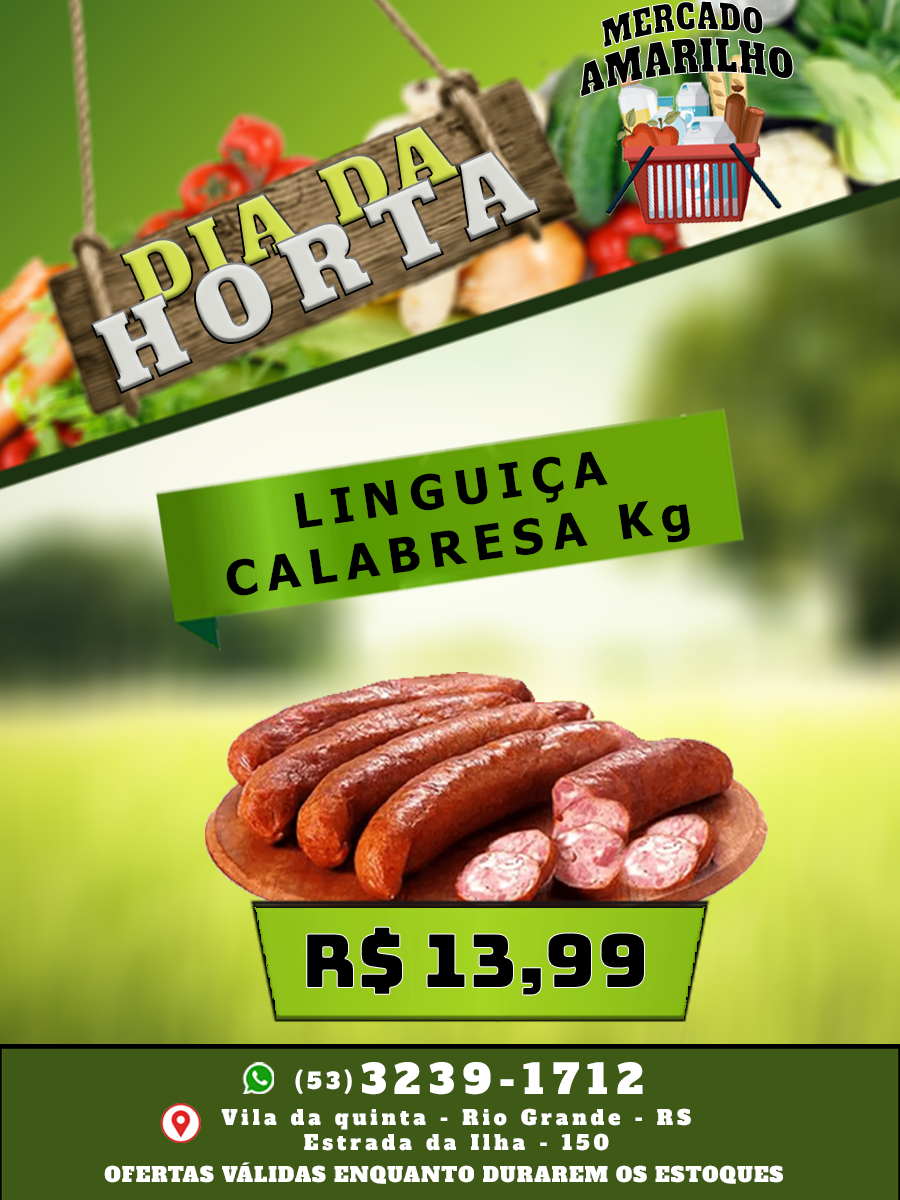 MERCADO
AMARILHO
DIA DA
HORTA
LINGUIÇA
CALABRESA Kg
R$ 13,99
(53) 3239-1712
Vila da quinta - Rio Grande - RS
Estrada da Ilha - 150
OFERTAS VÁLIDAS ENQUANTO DURAREM OS ESTOQUES